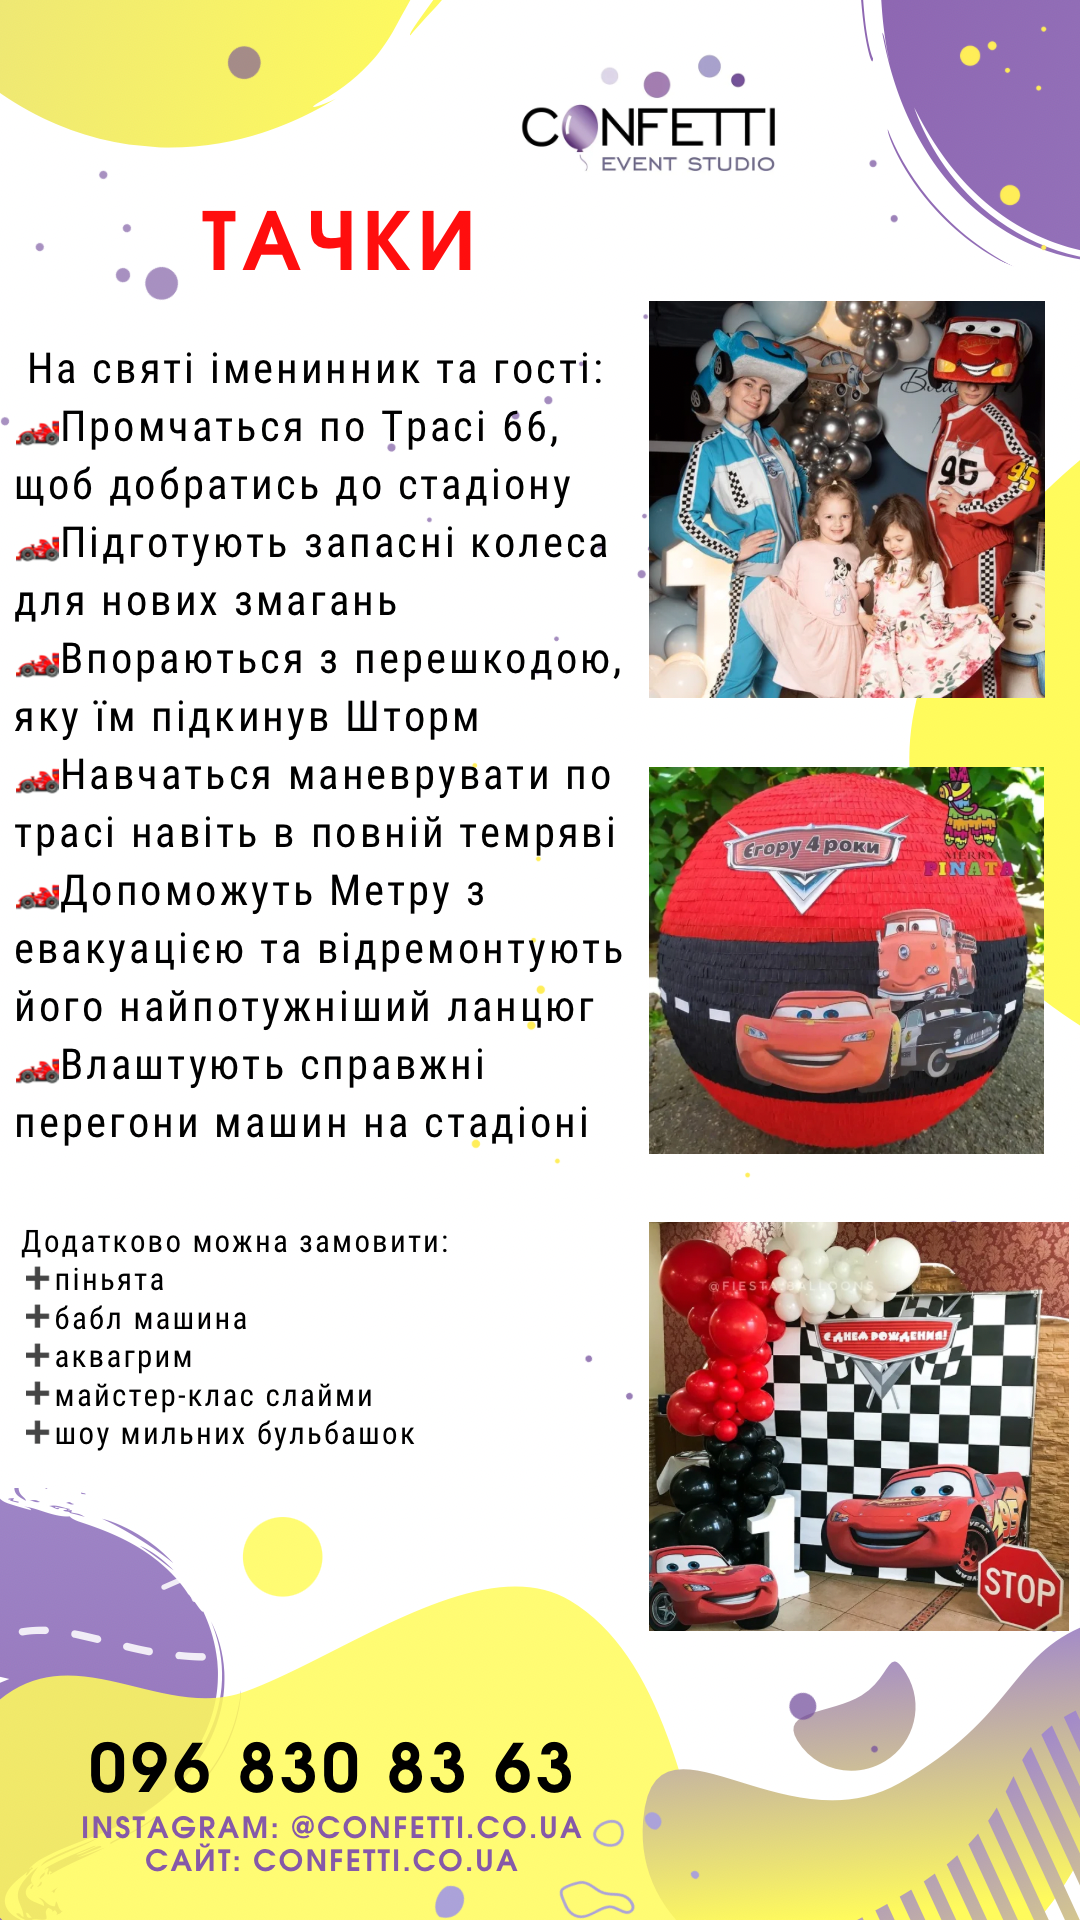 CONFETTI
EVENT STUDIO
ТАЧКИ
На святі іменинник та гості:
🏎Промчаться по Трасі 66,
щоб добратись до стадіону
🏎Підготують запасні колеса
для нових змагань
🏎Впораються з перешкодою,
яку їм підкинув Шторм
🏎Навчаться маневрувати по
трасі навіть в повній темряві
🏎Допоможуть Метру з
евакуацією та відремонтують
його найпотужніший ланцюг
🏎Влаштують справжні
перегони машин на стадіоні
95
95
Єгору 4 роки
MERRY
PINATA
Додатково можна замовити:
➕піньята
➕бабл машина
➕аквагрим
➕майстер-клас слайми
➕шоу мильних бульбашок
@FIESTA.BALLOONS
С ДНЕМ РОЖДЕНИЯ!
1
95
STOP
096 830 83 63
INSTAGRAM: @CONFETTI.CO.UA
САЙТ: CONFETTI.CO.UA